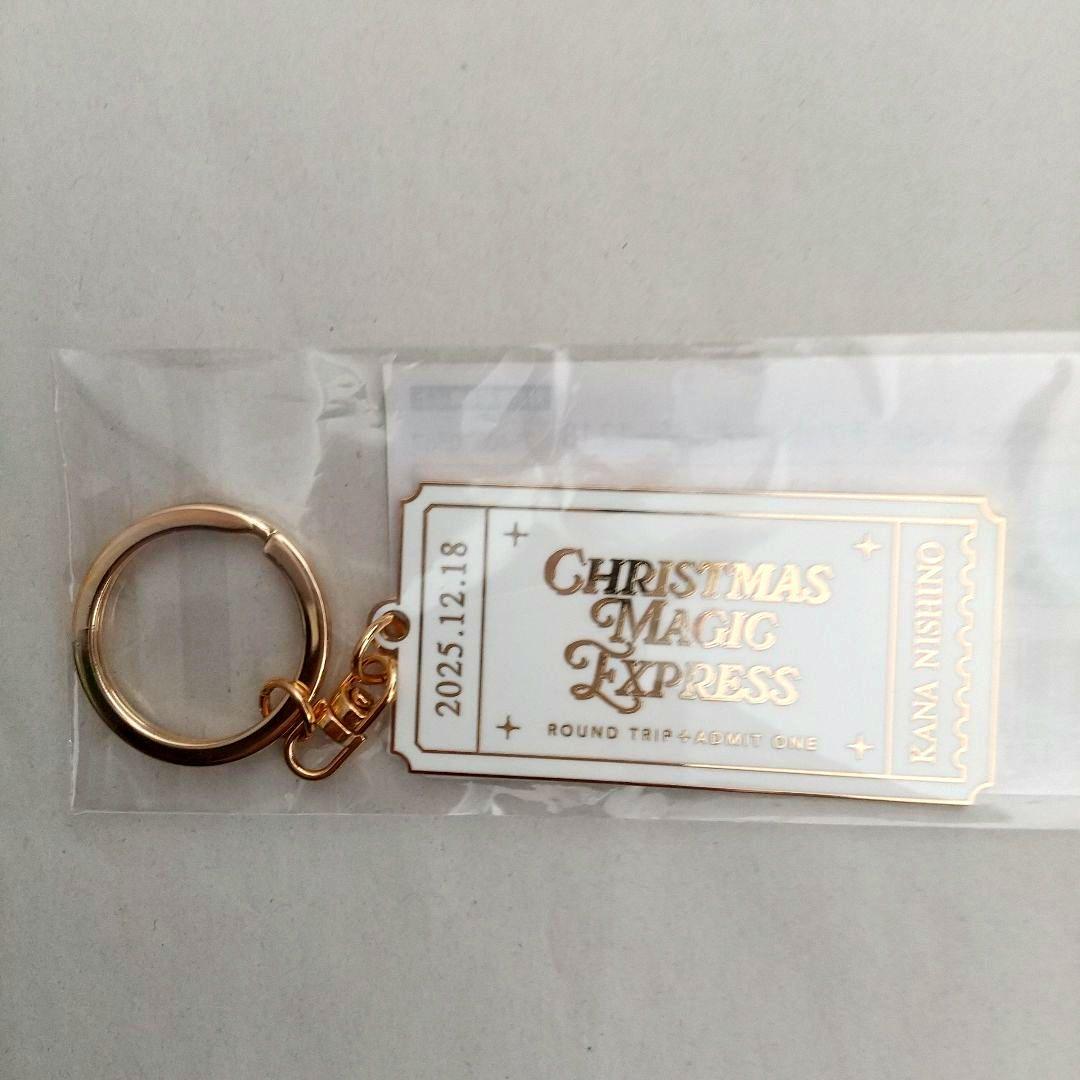 2025.12.18
CHRISTMAS
MAGIC
EXPRESS
ROUND TRIP+ADMIT ONE
KANA NISHINO